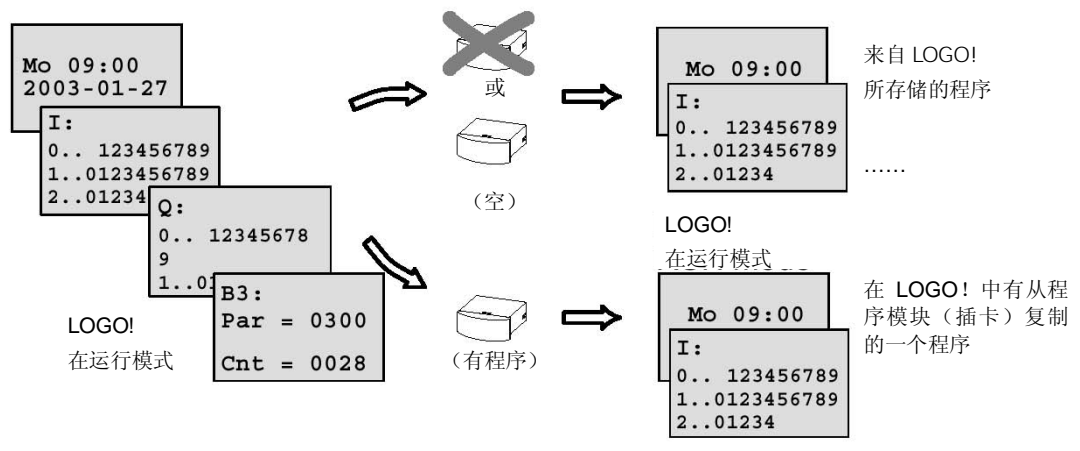 Mo 09:00
2003-01-27
I:
0.. 123456789
1..0123456789
2..01234
Q:
0.. 12345678
9
1..01
B3:
Par = 0300
Cnt = 0028
LOGO!
在运行模式
或
（空）
（有程序）
Mo 09:00
I:
0.. 123456789
1..0123456789
2..01234
来自 LOGO!
所存储的程序
……
LOGO!
在运行模式
Mo 09:00
I:
0.. 123456789
1..0123456789
2..01234
在 LOGO！中有从程
序模块（插卡）复制
的一个程序